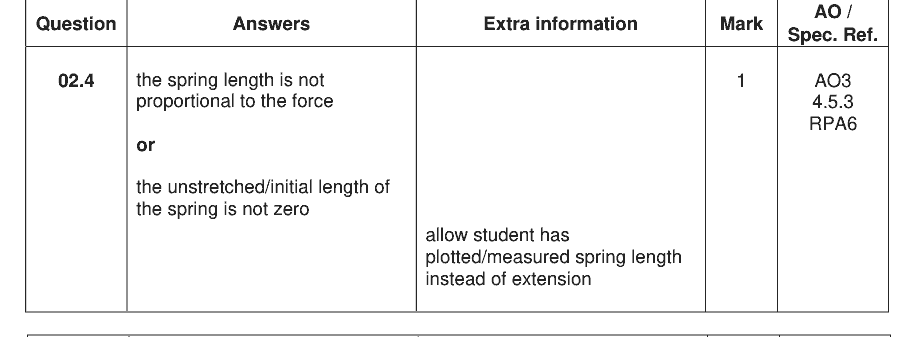 Question Answers Extra information Mark AO /
Spec. Ref.
02.4 the spring length is not 1 AO3
proportional to the force 4.5.3
RPA6
or
the unstretched/initial length of
the spring is not zero
allow student has
plotted/measured spring length
instead of extension